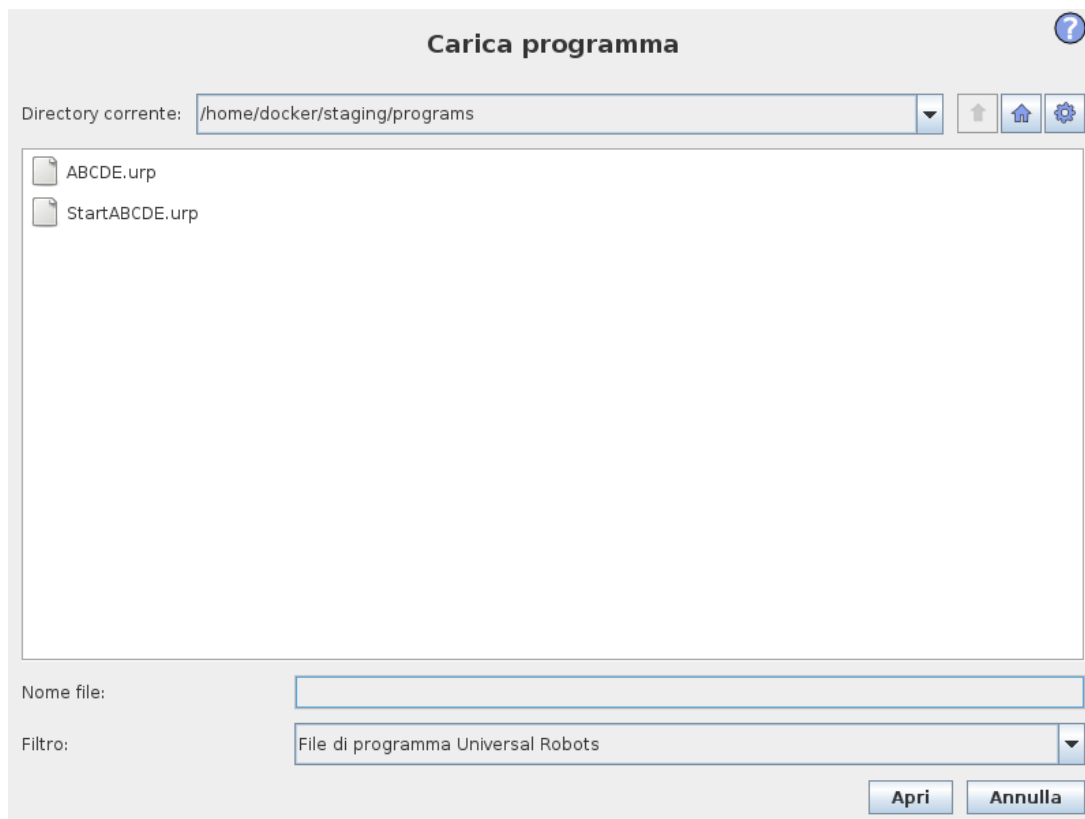 Carica programma
?
Directory corrente: /home/docker/staging/programs
ABCDE.urp
StartABCDE.urp
Nome file:
Filtro: File di programma Universal Robots
Apri Annulla